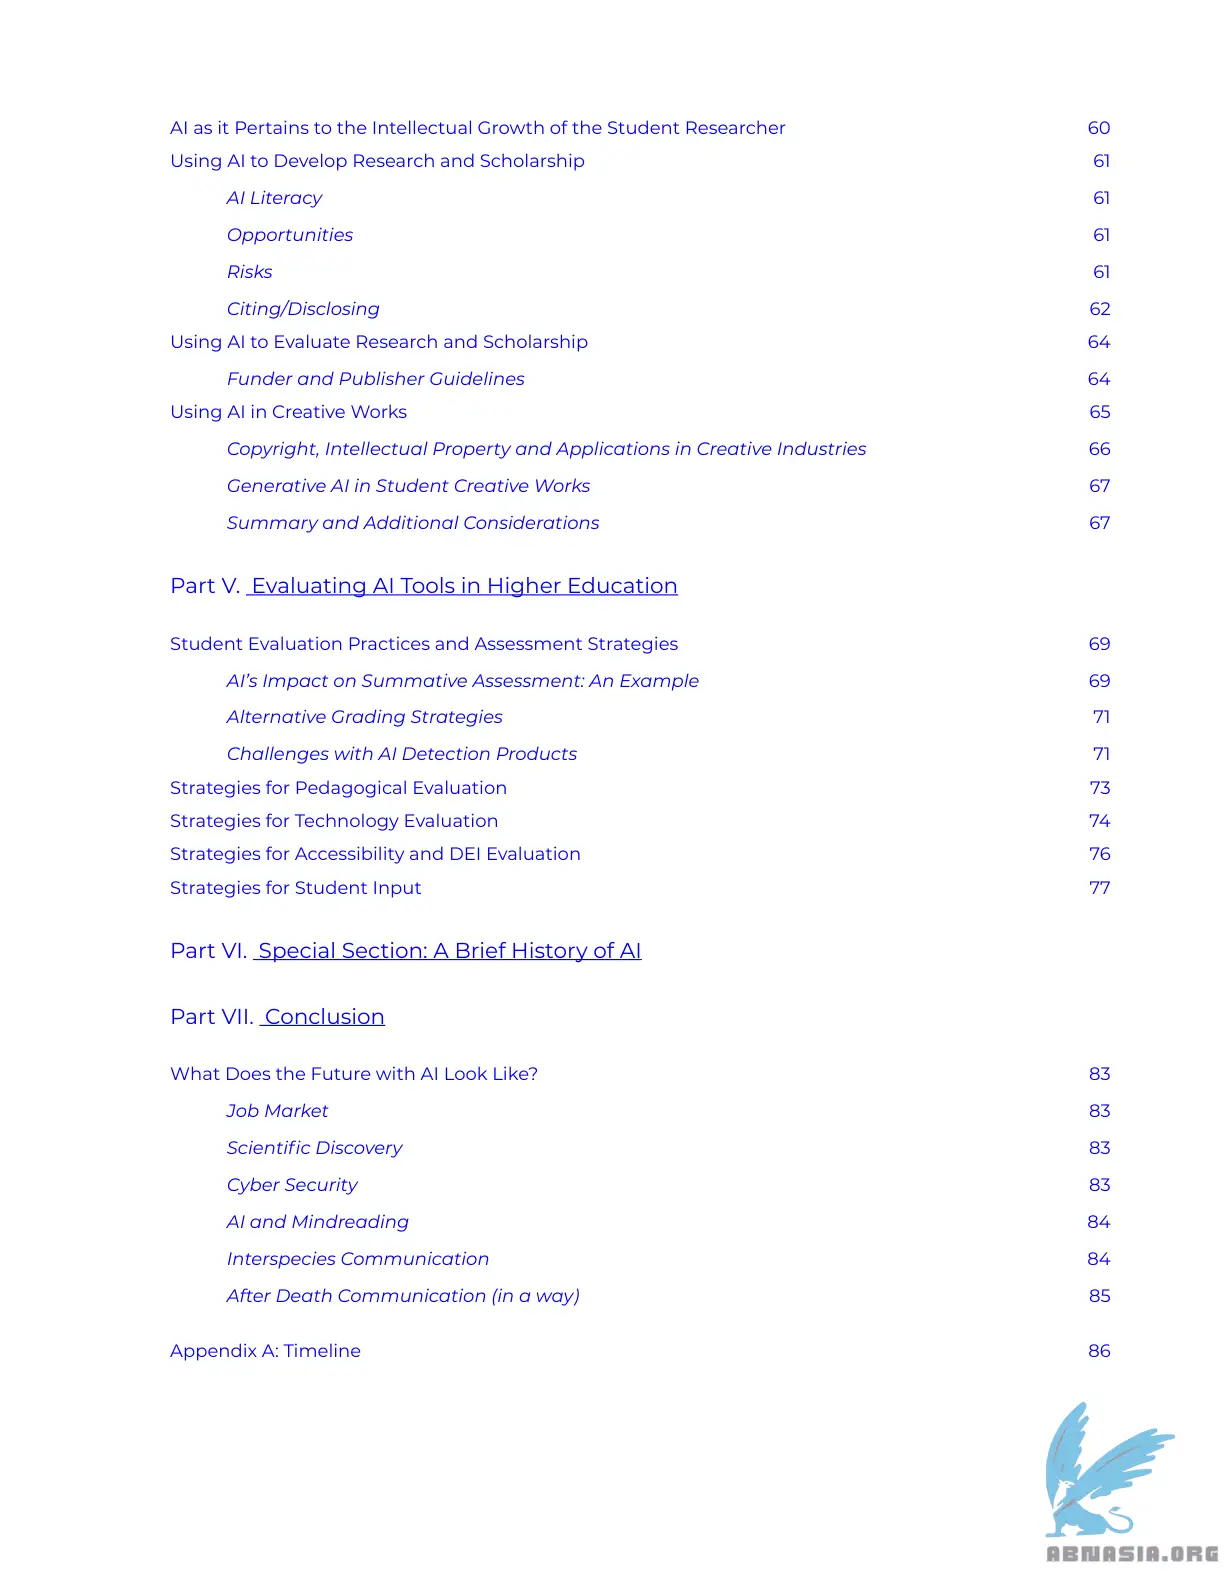 AI as it Pertains to the Intellectual Growth of the Student Researcher 60
Using AI to Develop Research and Scholarship 61
AI Literacy 61
Opportunities 61
Risks 61
Citing/Disclosing 62
Using AI to Evaluate Research and Scholarship 64
Funder and Publisher Guidelines 64
Using AI in Creative Works 65
Copyright, Intellectual Property and Applications in Creative Industries 66
Generative AI in Student Creative Works 67
Summary and Additional Considerations 67
Part V. Evaluating AI Tools in Higher Education
Student Evaluation Practices and Assessment Strategies 69
AI’s Impact on Summative Assessment: An Example 69
Alternative Grading Strategies 71
Challenges with AI Detection Products 71
Strategies for Pedagogical Evaluation 73
Strategies for Technology Evaluation 74
Strategies for Accessibility and DEI Evaluation 76
Strategies for Student Input 77
Part VI. Special Section: A Brief History of AI
Part VII. Conclusion
What Does the Future with AI Look Like? 83
Job Market 83
Scientific Discovery 83
Cyber Security 83
AI and Mindreading 84
Interspecies Communication 84
After Death Communication (in a way) 85
Appendix A: Timeline 86
ABNASIA.ORG